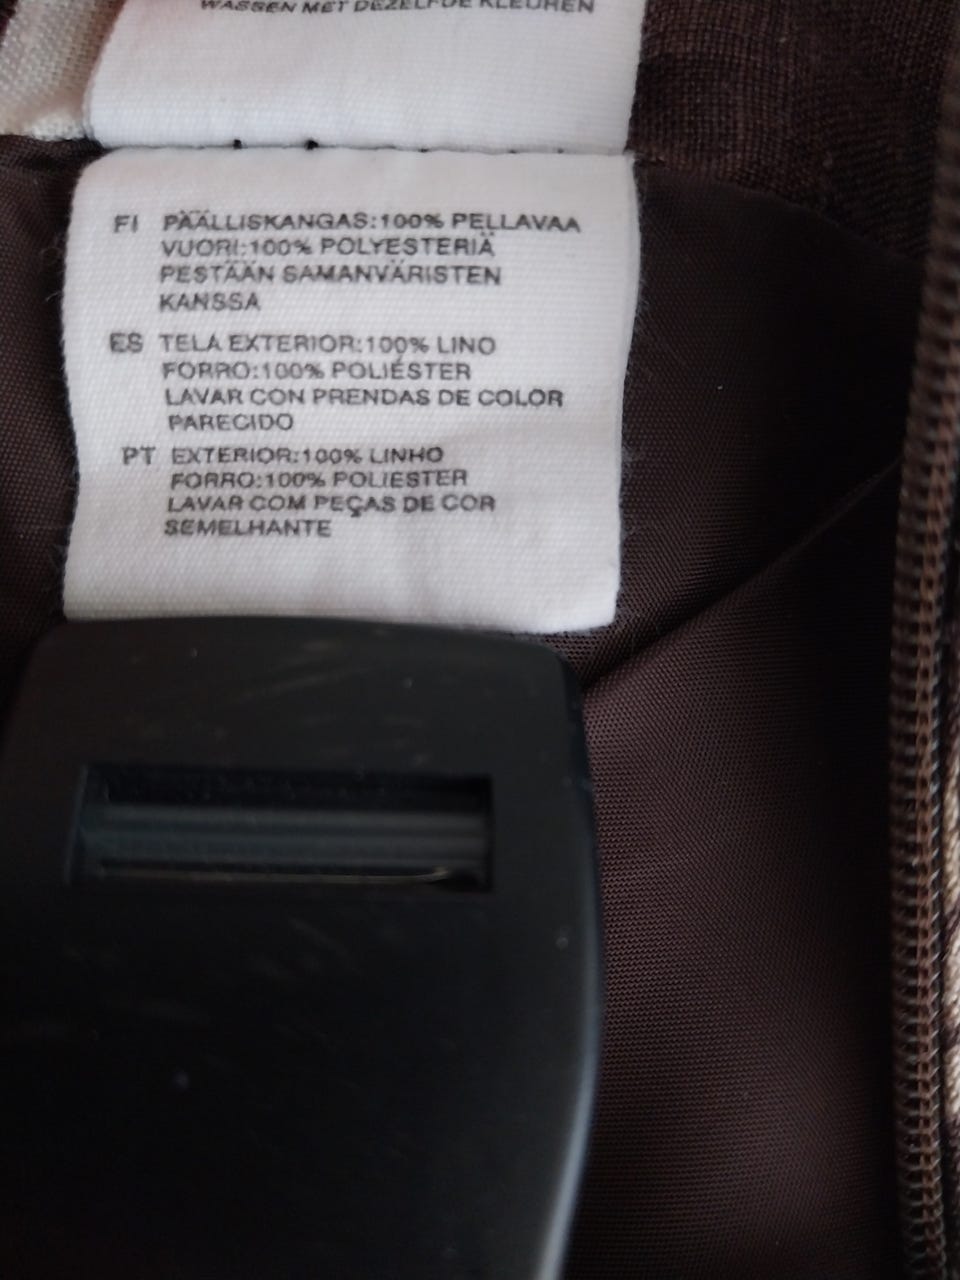 WASSEN MET DEZELFDE KLEUREN
FI PÄÄLLISKANGAS:100% PELLAVAA
VUORI:100% POLYESTERIÄ
PESTÄÄN SAMANVÄRISTEN
KANSSA
ES TELA EXTERIOR:100% LINO
FORRO:100% POLIÉSTER
LAVAR CON PRENDAS DE COLOR
PARECIDO
PT EXTERIOR:100% LINHO
FORRO:100% POLIESTER
LAVAR COM PEÇAS DE COR
SEMELHANTE